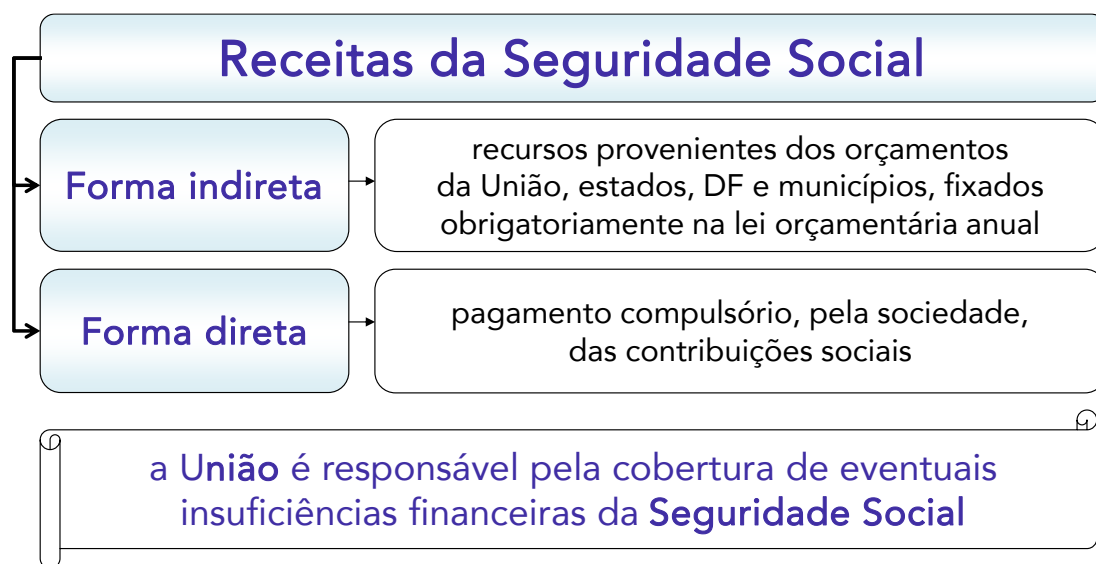 Receitas da Seguridade Social
Forma indireta
recursos provenientes dos orçamentos
da União, estados, DF e municípios, fixados
obrigatoriamente na lei orçamentária anual
Forma direta
pagamento compulsório, pela sociedade,
das contribuições sociais
a União é responsável pela cobertura de eventuais
insuficiências financeiras da Seguridade Social